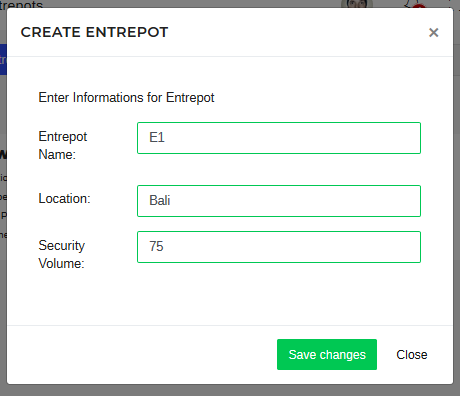 CREATE ENTREPOT
×
Enter Informations for Entrepot
Entrepot
Name:
E1
Location:
Bali
Security
Volume:
75
Save changes
Close